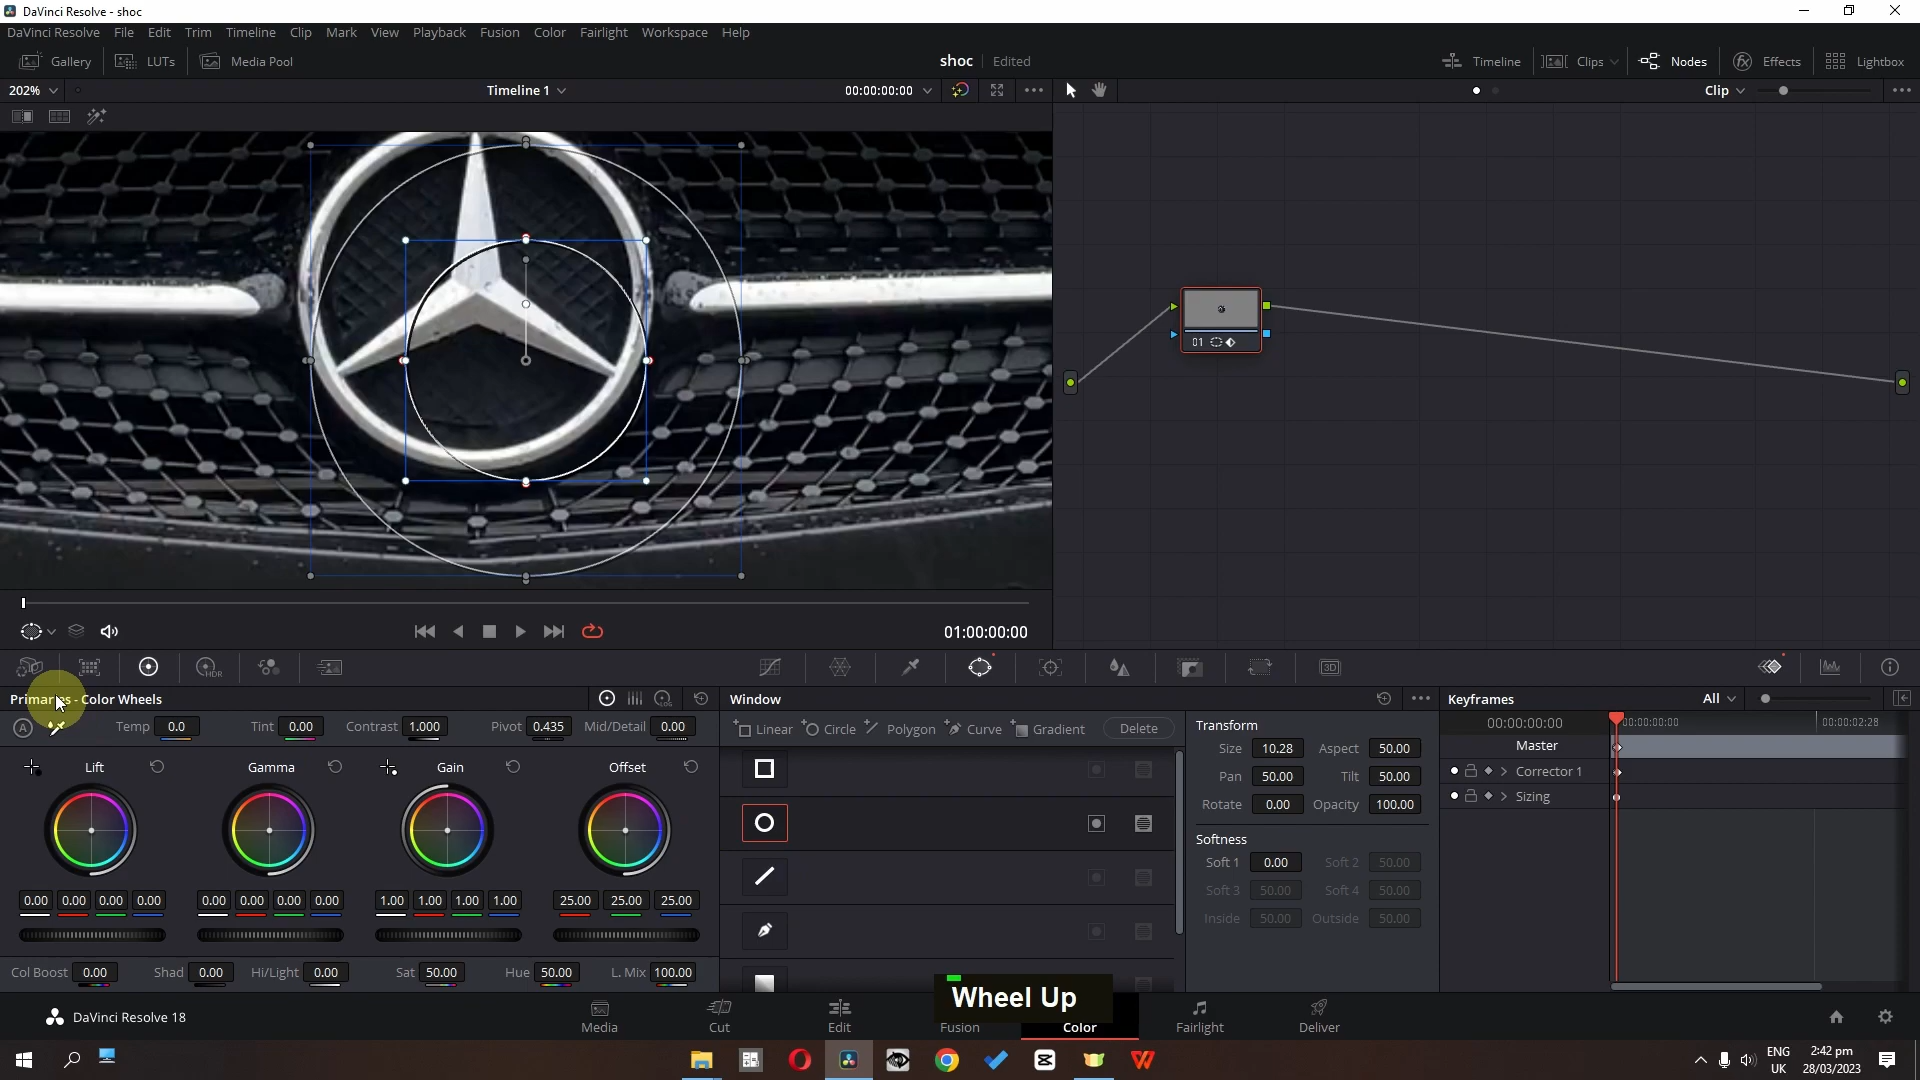 DaVinci Resolve - shoc
DaVinci Resolve File Edit Trim Timeline Clip Mark View Playback Fusion Color Fairlight Workspace Help
Gallery LUTs Media Pool shoc Edited Timeline Clips Nodes Effects Lightbox
202% Timeline 1 00:00:00:00 Clip
01
01:00:00:00
HDR 3D
Primaries - Color Wheels LOG Window Keyframes All
A Temp 0.0 Tint 0.00 Contrast 1.000 Pivot 0.435 Mid/Detail 0.00
Linear Circle Polygon Curve Gradient Delete
Transform
Size 10.28 Aspect 50.00
Pan 50.00 Tilt 50.00
Rotate 0.00 Opacity 100.00
Softness
Soft 1 0.00 Soft 2 50.00
Soft 3 50.00 Soft 4 50.00
Inside 50.00 Outside 50.00
00:00:00:00 00:00:00:00 00:00:02:28
Master
Corrector 1
Sizing
Lift Gamma Gain Offset
0.00 0.00 0.00 0.00 0.00 0.00 0.00 0.00 1.00 1.00 1.00 1.00 25.00 25.00 25.00
Col Boost 0.00 Shad 0.00 Hi/Light 0.00 Sat 50.00 Hue 50.00 L. Mix 100.00
Wheel Up
DaVinci Resolve 18 Media Cut Edit Fusion Color Fairlight Deliver
ENG
UK
2:42 pm
28/03/2023